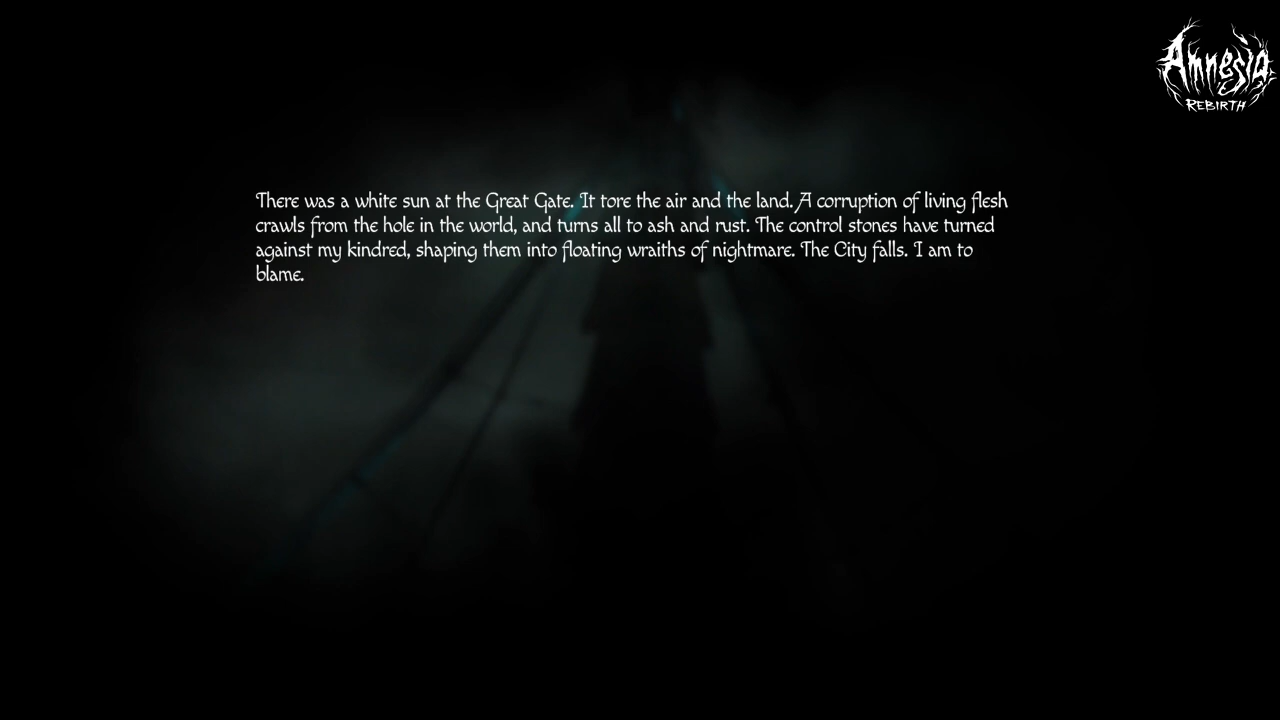 Amnesia
REBIRTH
There was a white sun at the Great Gate. It tore the air and the land. A corruption of living flesh
crawls from the hole in the world, and turns all to ash and rust. The control stones have turned
against my kindred, shaping them into floating wraiths of nightmare. The City falls. I am to
blame.